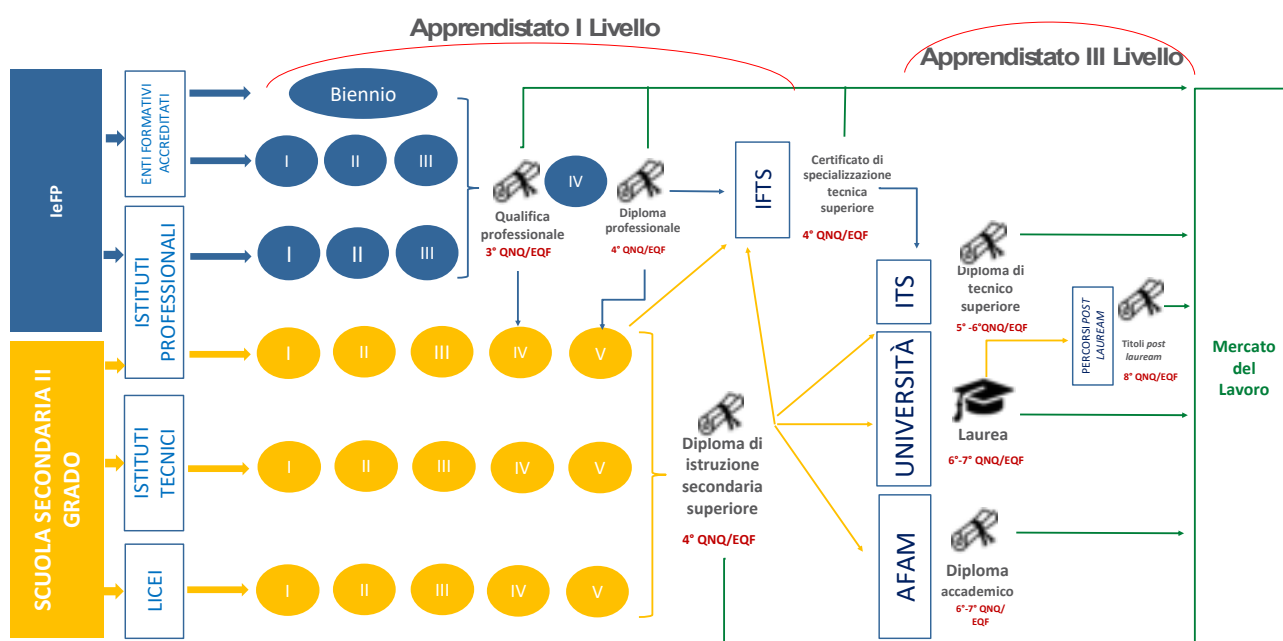 Apprendistato I Livello
Apprendistato III Livello
IeFP
ENTI FORMATIVI
ACCREDITATI
Biennio
I
II
III
Qualifica
professionale
3° QNQ/EQF
IV
Diploma
professionale
4° QNQ/EQF
IFTS
Certificato di
specializzazione
tecnica
superiore
4° QNQ/EQF
ISTITUTI
PROFESSIONALI
I
II
III
ITS
Diploma di
tecnico
superiore
5° -6°QNQ/EQF
PERCORSI POST
LAUREAM
Titoli post
lauream
8° QNQ/EQF
Mercato
del
Lavoro
SCUOLA SECONDARIA II
GRADO
I
II
III
IV
V
UNIVERSITÀ
Laurea
6°-7° QNQ/EQF
ISTITUTI
TECNICI
I
II
III
IV
V
Diploma di
istruzione
secondaria
superiore
4° QNQ/EQF
LICEI
I
II
III
IV
V
AFAM
Diploma
accademico
6°-7° QNQ/
EQF